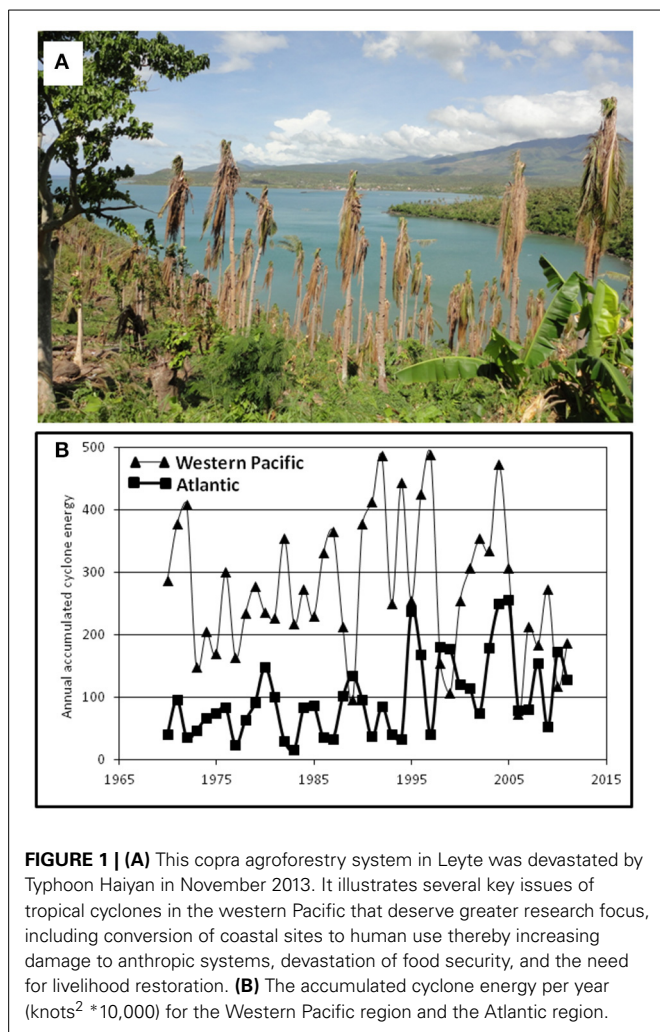 A
B
500
400
300
200
100
0
Annual accumulated cyclone energy
Western Pacific
Atlantic
1965 1975 1985 1995 2005 2015
FIGURE 1 | (A) This copra agroforestry system in Leyte was devastated by
Typhoon Haiyan in November 2013. It illustrates several key issues of
tropical cyclones in the western Pacific that deserve greater research focus,
including conversion of coastal sites to human use thereby increasing
damage to anthropic systems, devastation of food security, and the need
for livelihood restoration. (B) The accumulated cyclone energy per year
(knots² *10,000) for the Western Pacific region and the Atlantic region.